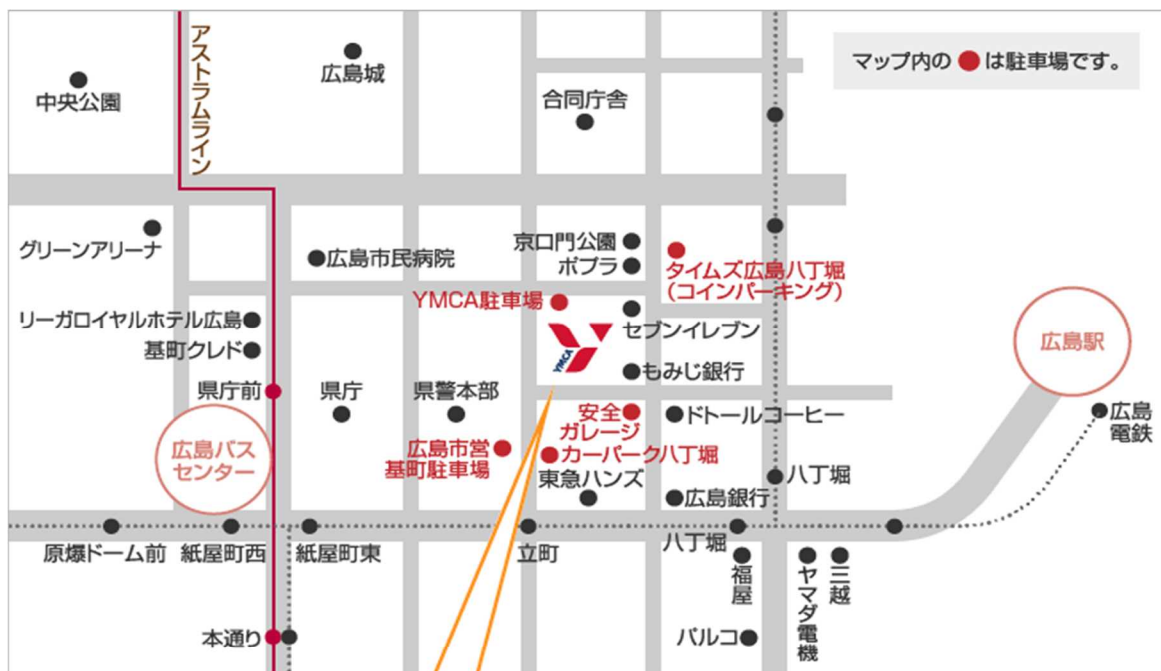 アストラムライン
広島城
マップ内の●は駐車場です。
中央公園
合同庁舎
グリーンアリーナ
広島市民病院
京口門公園
ポプラ
タイムズ広島八丁堀
(コインパーキング)
YMCA駐車場
リーガロイヤルホテル広島
基町クレド
セブンイレブン
YMCA
広島駅
もみじ銀行
県庁前
県庁
県警本部
安全
ガレージ
ドトールコーヒー
広島
電鉄
広島バス
センター
広島市営
基町駐車場
カーパーク八丁堀
東急ハンズ
広島銀行
八丁堀
原爆ドーム前
紙屋町西
紙屋町東
立町
八丁堀
福屋
ヤマダ電機
三越
本通り
パルコ